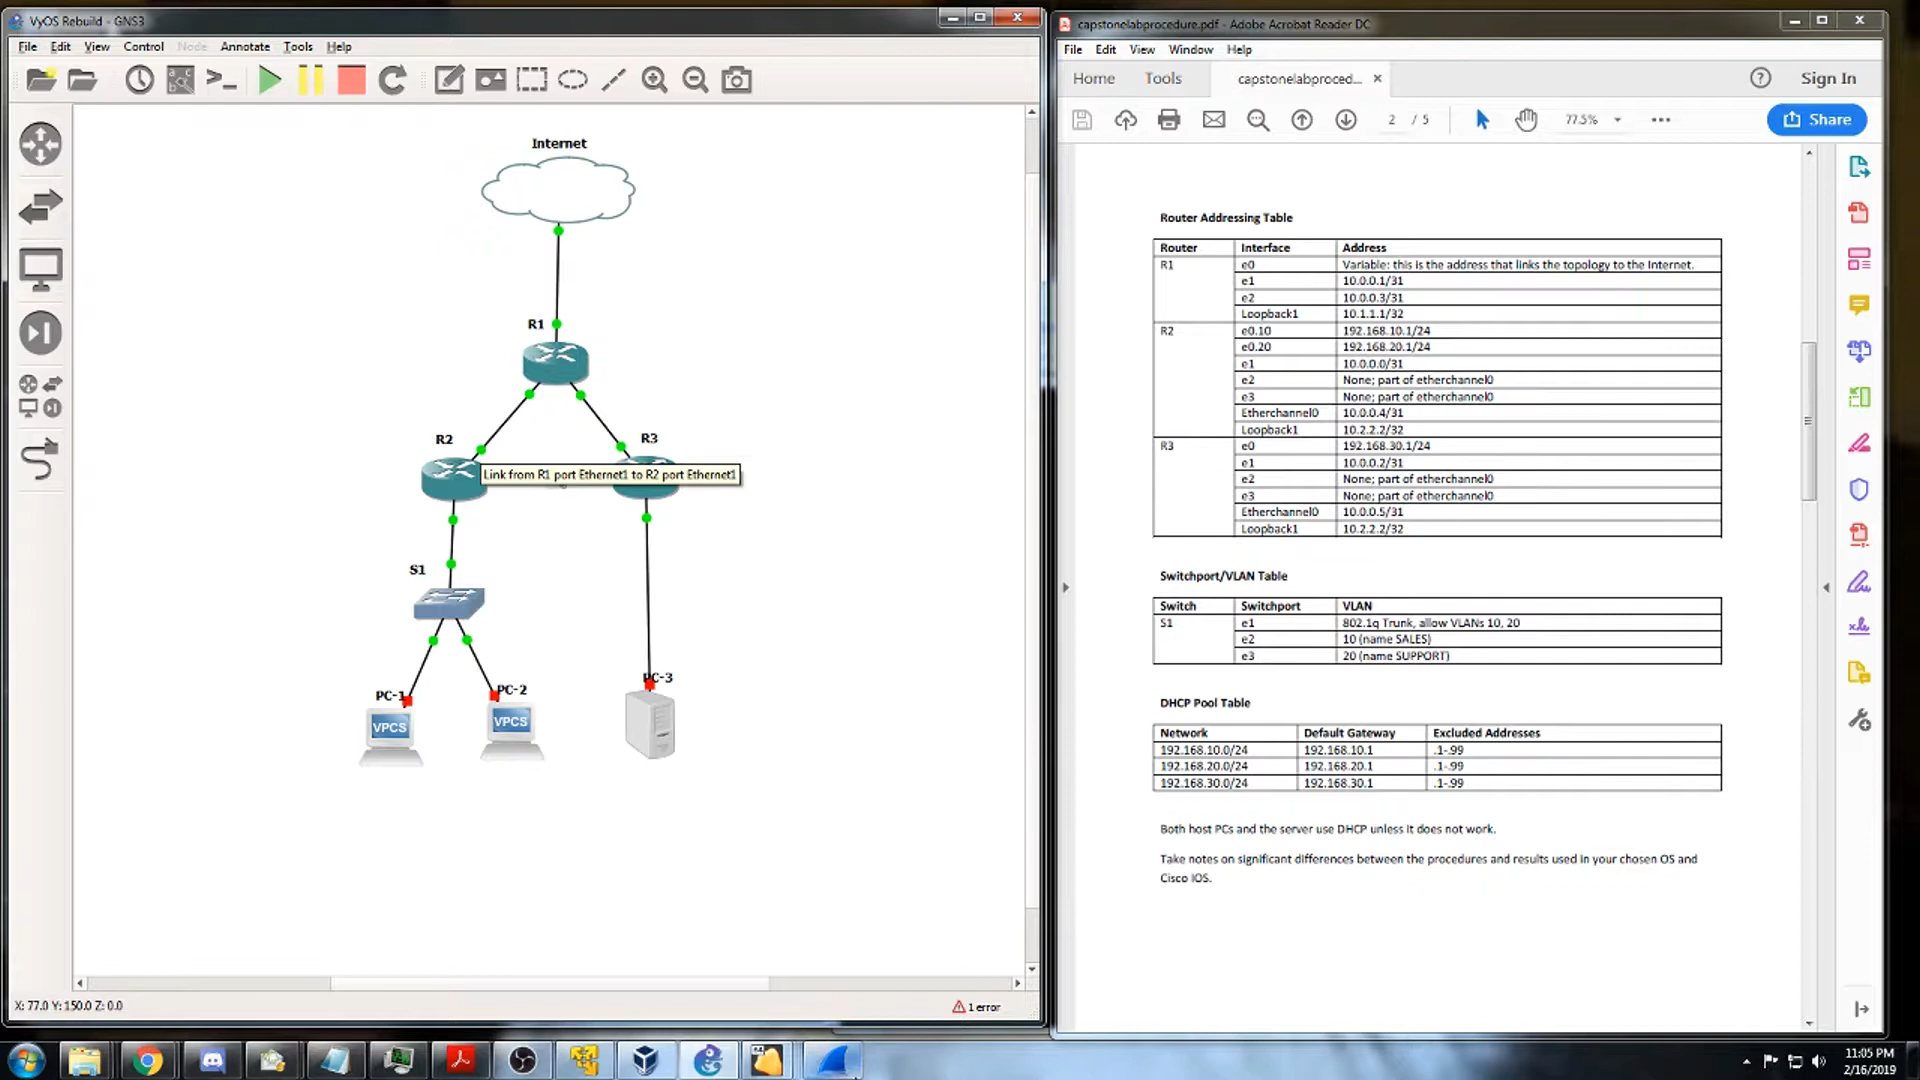 VyOS Rebuild - GNS3
File Edit View Control Node Annotate Tools Help
Internet
R1
R2
R3
Link from R1 port Ethernet1 to R2 port Ethernet1
S1
PC-1
PC-2
PC-3
VPCS
VPCS
X: 77.0 Y: 150.0 Z: 0.0
1 error
capstonelabprocedure.pdf - Adobe Acrobat Reader DC
File Edit View Window Help
Home Tools capstonelabproced... × Sign In
2 / 5 77.5% Share
Router Addressing Table
Router Interface Address
R1 e0 Variable: this is the address that links the topology to the Internet.
e1 10.0.0.1/31
e2 10.0.0.3/31
Loopback1 10.1.1.1/32
R2 e0.10 192.168.10.1/24
e0.20 192.168.20.1/24
e1 10.0.0.0/31
e2 None; part of etherchannel0
e3 None; part of etherchannel0
Etherchannel0 10.0.0.4/31
Loopback1 10.2.2.2/32
R3 e0 192.168.30.1/24
e1 10.0.0.2/31
e2 None; part of etherchannel0
e3 None; part of etherchannel0
Etherchannel0 10.0.0.5/31
Loopback1 10.2.2.2/32
Switchport/VLAN Table
Switch Switchport VLAN
S1 e1 802.1q Trunk, allow VLANs 10, 20
e2 10 (name SALES)
e3 20 (name SUPPORT)
DHCP Pool Table
Network Default Gateway Excluded Addresses
192.168.10.0/24 192.168.10.1 .1-.99
192.168.20.0/24 192.168.20.1 .1-.99
192.168.30.0/24 192.168.30.1 .1-.99
Both host PCs and the server use DHCP unless it does not work.
Take notes on significant differences between the procedures and results used in your chosen OS and
Cisco IOS.
11:05 PM
2/16/2019